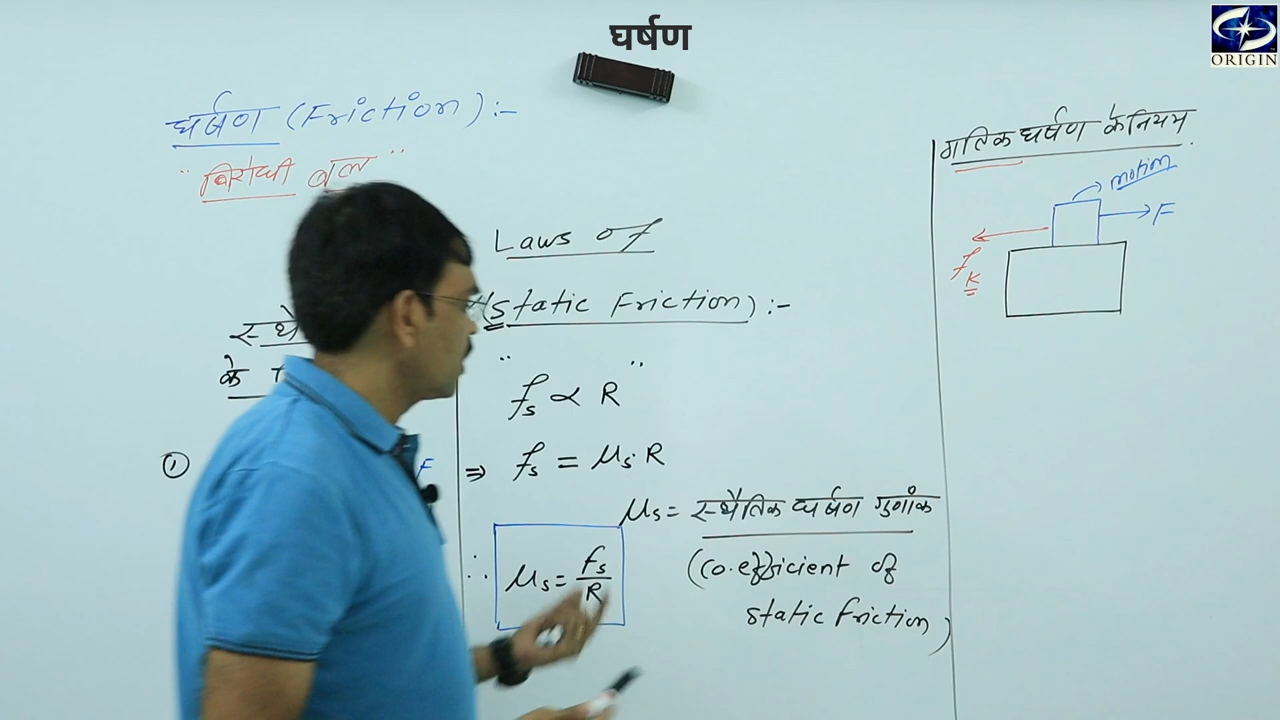 घर्षण
ORIGIN
घर्षण (Friction) :-
"विरोधी बल"
Laws of
स्थै
(static Friction) :-
के
"
"
fs ∝ R
① F ⇒ fs = μs R
μs = स्थैतिक घर्षण गुणांक
(co.efficient of
static friction)
∴ μs = fs/R
गतिक घर्षण के नियम
motion
F
fK